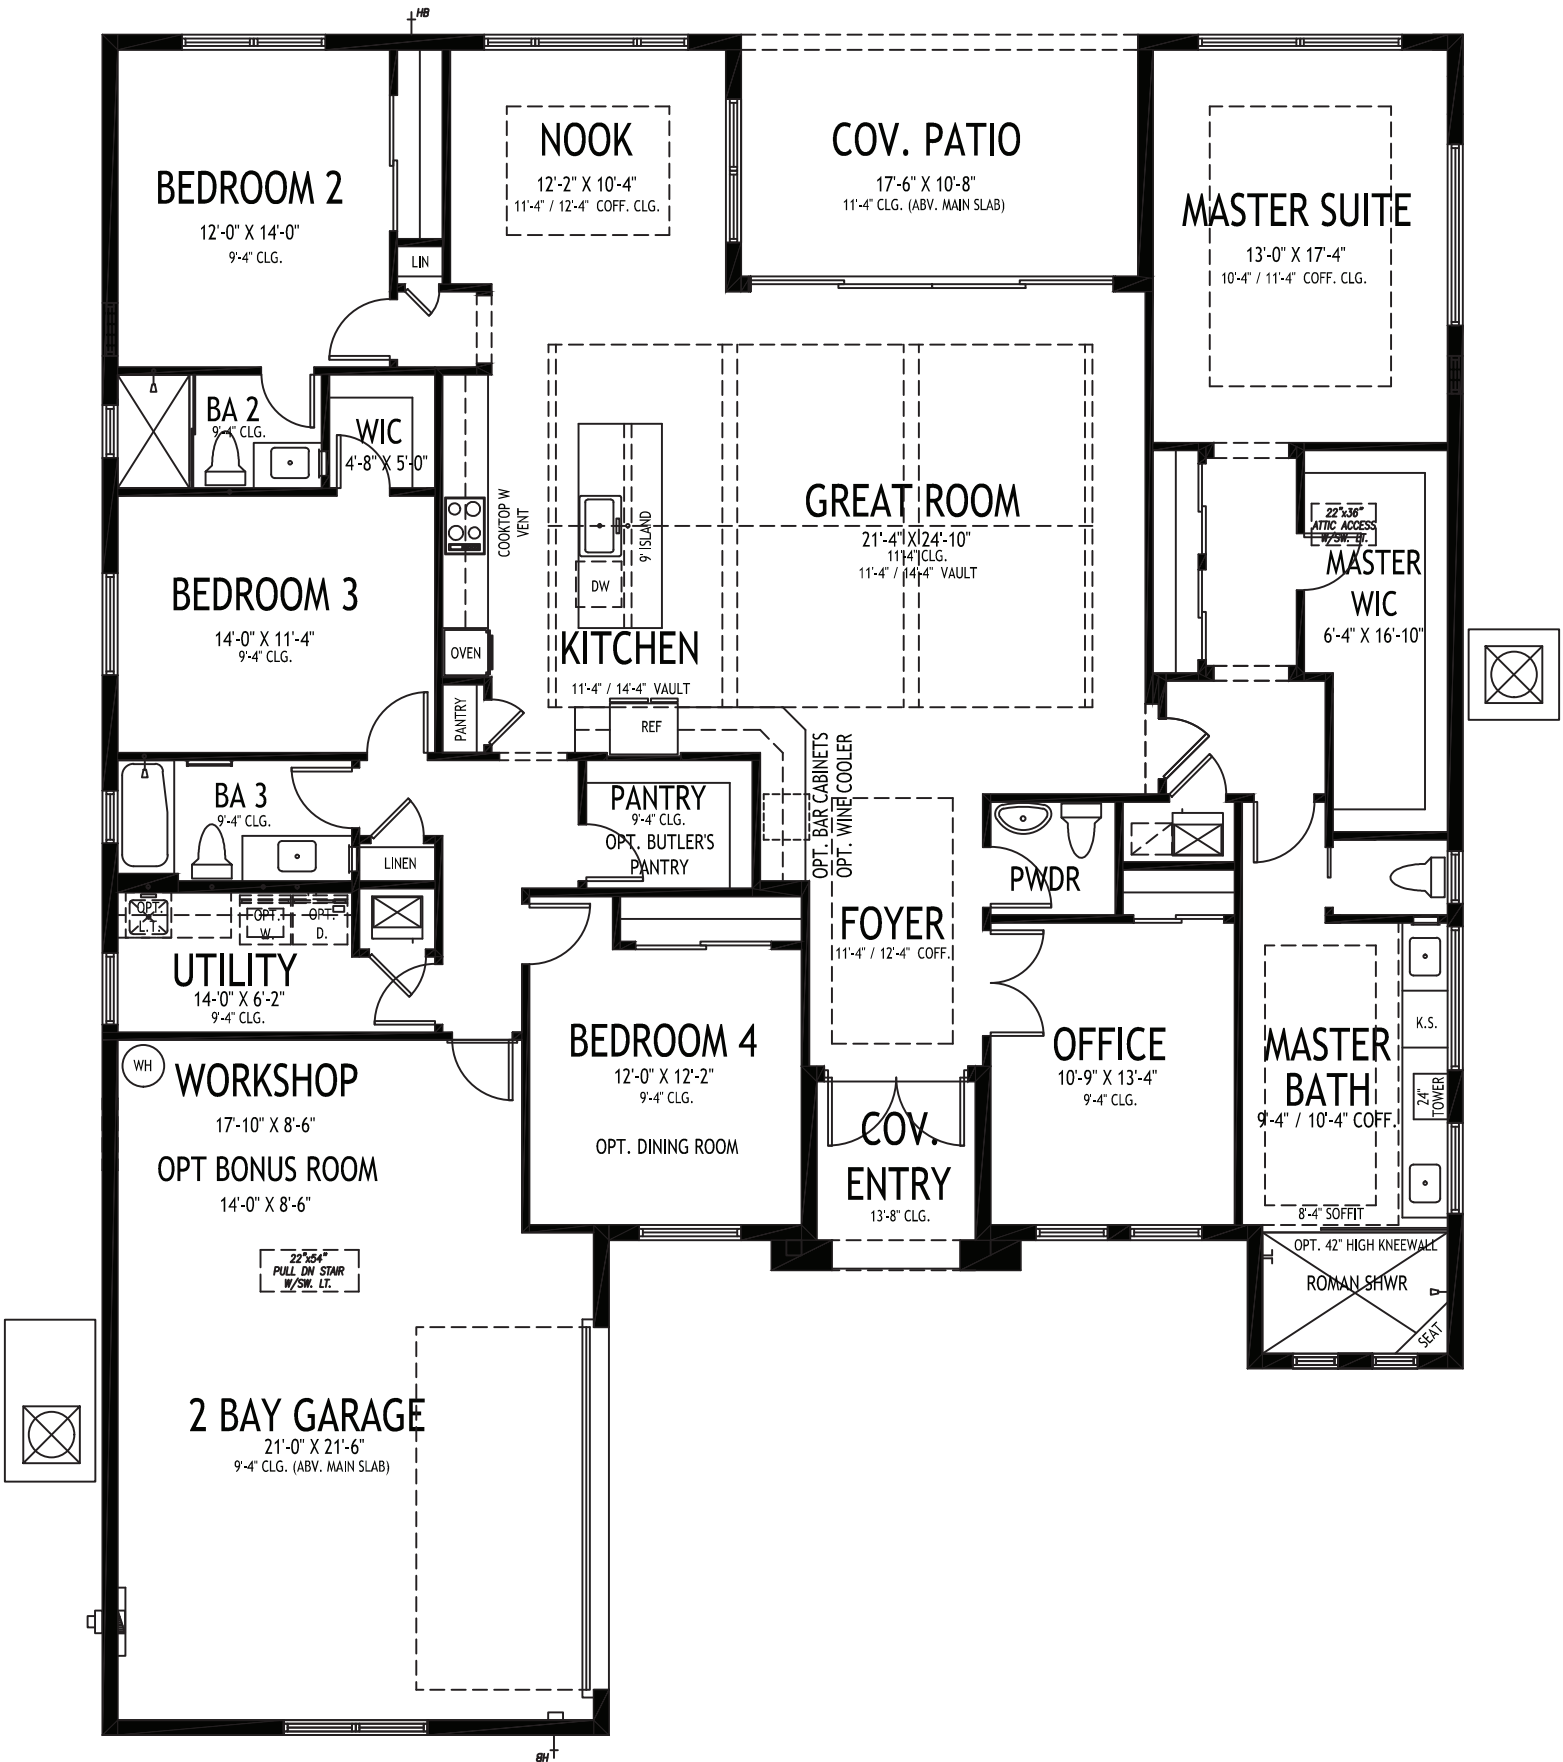 HB
BEDROOM 2
12'-0" X 14'-0"
9'-4" CLG.
LIN
NOOK
12'-2" X 10'-4"
11'-4" / 12'-4" COFF. CLG.
COV. PATIO
17'-6" X 10'-8"
11'-4" CLG. (ABV. MAIN SLAB)
MASTER SUITE
13'-0" X 17'-4"
10'-4" / 11'-4" COFF. CLG.
BA 2
9'-4" CLG.
WIC
4'-8" X 5'-0"
COOKTOP W
VENT
9' ISLAND
DW
GREAT ROOM
21'-4" X 24'-10"
11'-4" CLG.
11'-4" / 14'-4" VAULT
22"x36"
ATTIC ACCESS
W/SW. LT.
MASTER
WIC
6'-4" X 16'-10"
BEDROOM 3
14'-0" X 11'-4"
9'-4" CLG.
OVEN
KITCHEN
11'-4" / 14'-4" VAULT
PANTRY
REF
OPT. BAR CABINETS
OPT. WINE COOLER
BA 3
9'-4" CLG.
LINEN
PANTRY
9'-4" CLG.
OPT. BUTLER'S
PANTRY
PWDR
FOYER
11'-4" / 12'-4" COFF.
OPT.
L.T.
OPT.
W.
OPT.
D.
UTILITY
14'-0" X 6'-2"
9'-4" CLG.
K.S.
24"
TOWER
MASTER
BATH
9'-4" / 10'-4" COFF.
8'-4" SOFFIT
OPT. 42" HIGH KNEEWALL
ROMAN SHWR
SEAT
BEDROOM 4
12'-0" X 12'-2"
9'-4" CLG.
OPT. DINING ROOM
OFFICE
10'-9" X 13'-4"
9'-4" CLG.
COV.
ENTRY
13'-8" CLG.
WH
WORKSHOP
17'-10" X 8'-6"
OPT BONUS ROOM
14'-0" X 8'-6"
22"x54"
PULL DN STAIR
W/SW. LT.
2 BAY GARAGE
21'-0" X 21'-6"
9'-4" CLG. (ABV. MAIN SLAB)
HB